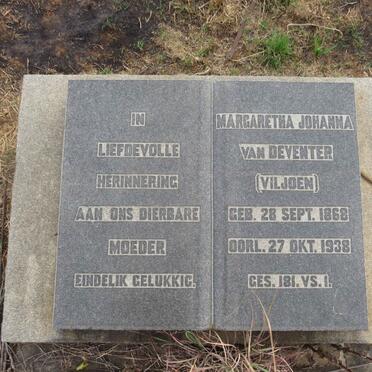 IN
LIEFDEVOLLE
HERINNERING
AAN ONS DIERBARE
MOEDER
EINDELIK GELUKKIG.
MARGARETHA JOHANNA
VAN DEVENTER
(VILJOEN)
GEB. 28 SEPT. 1868
OORL. 27 OKT. 1938
GES. 181. VS. 1.